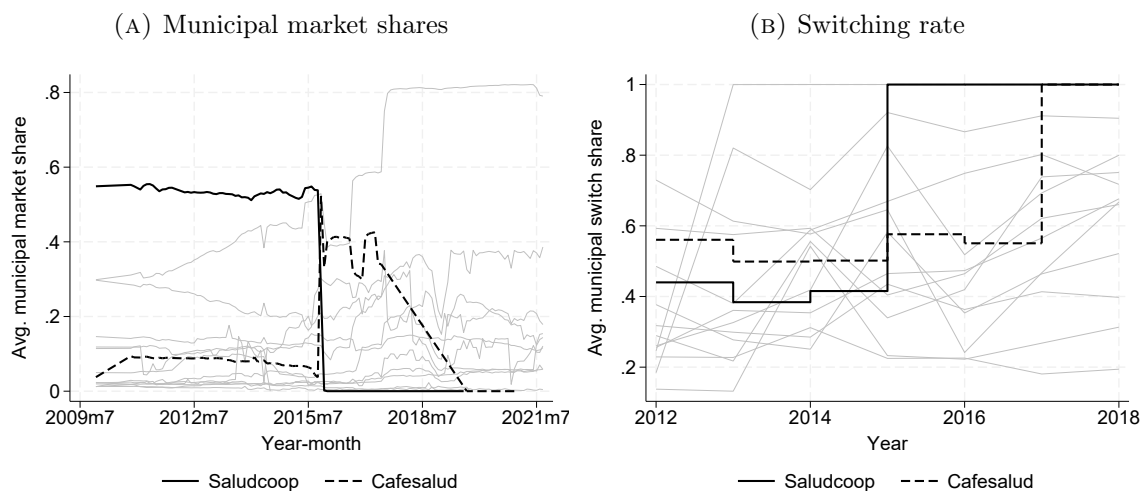 (A) Municipal market shares
Avg. municipal market share
.8
.6
.4
.2
0
2009m7 2012m7 2015m7 2018m7 2021m7
Year-month
Saludcoop Cafesalud
(B) Switching rate
Avg. municipal switch share
1
.8
.6
.4
.2
2012 2014 2016 2018
Year
Saludcoop Cafesalud